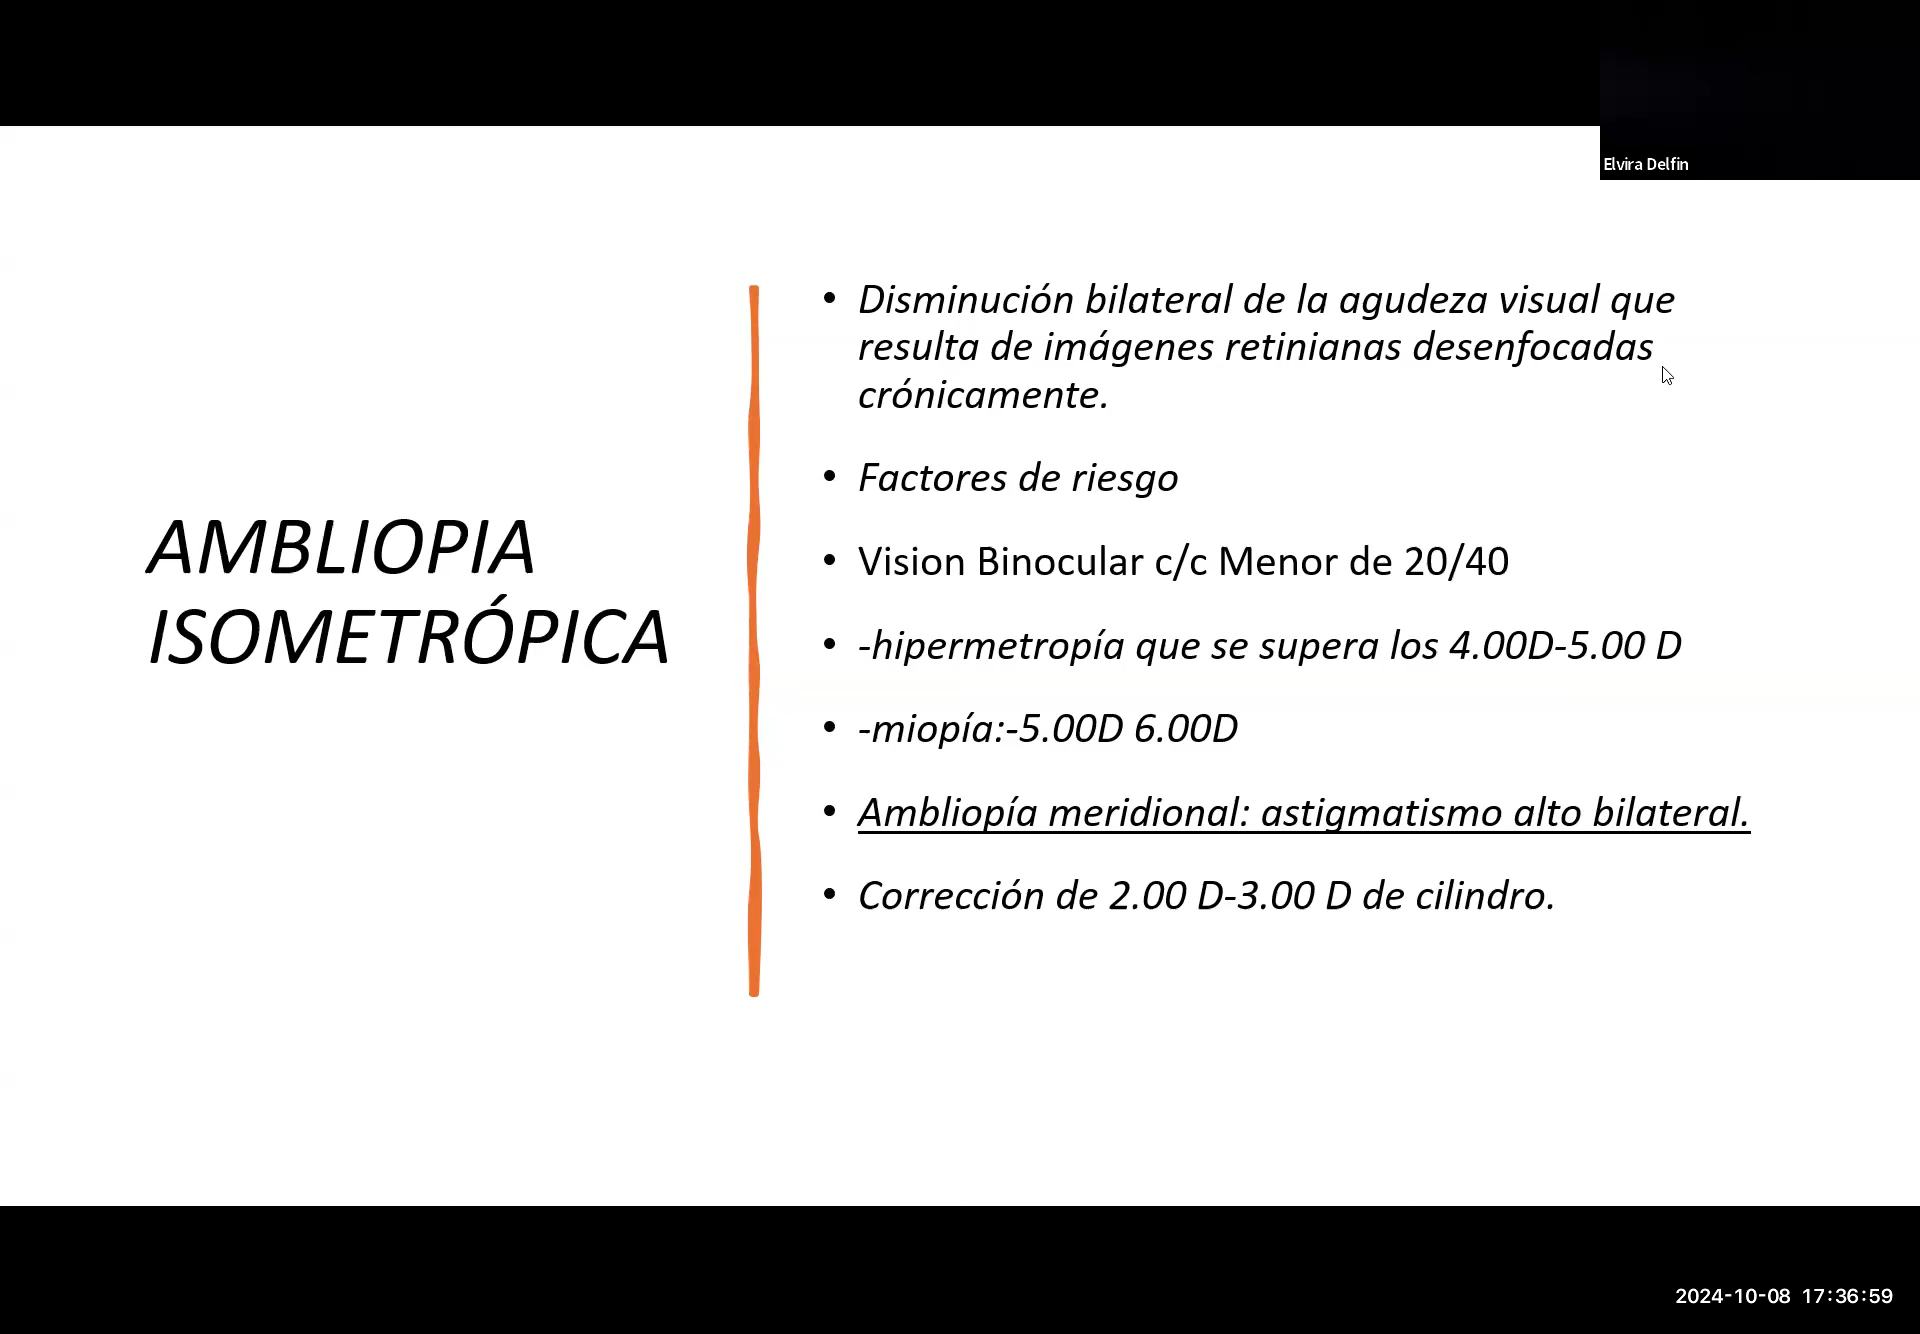 Elvira Delfin
AMBLIOPIA
ISOMETRÓPICA
• Disminución bilateral de la agudeza visual que
resulta de imágenes retinianas desenfocadas
crónicamente.
• Factores de riesgo
• Vision Binocular c/c Menor de 20/40
• -hipermetropía que se supera los 4.00D-5.00 D
• -miopía:-5.00D 6.00D
• Ambliopía meridional: astigmatismo alto bilateral.
• Corrección de 2.00 D-3.00 D de cilindro.
2024-10-08 17:36:59